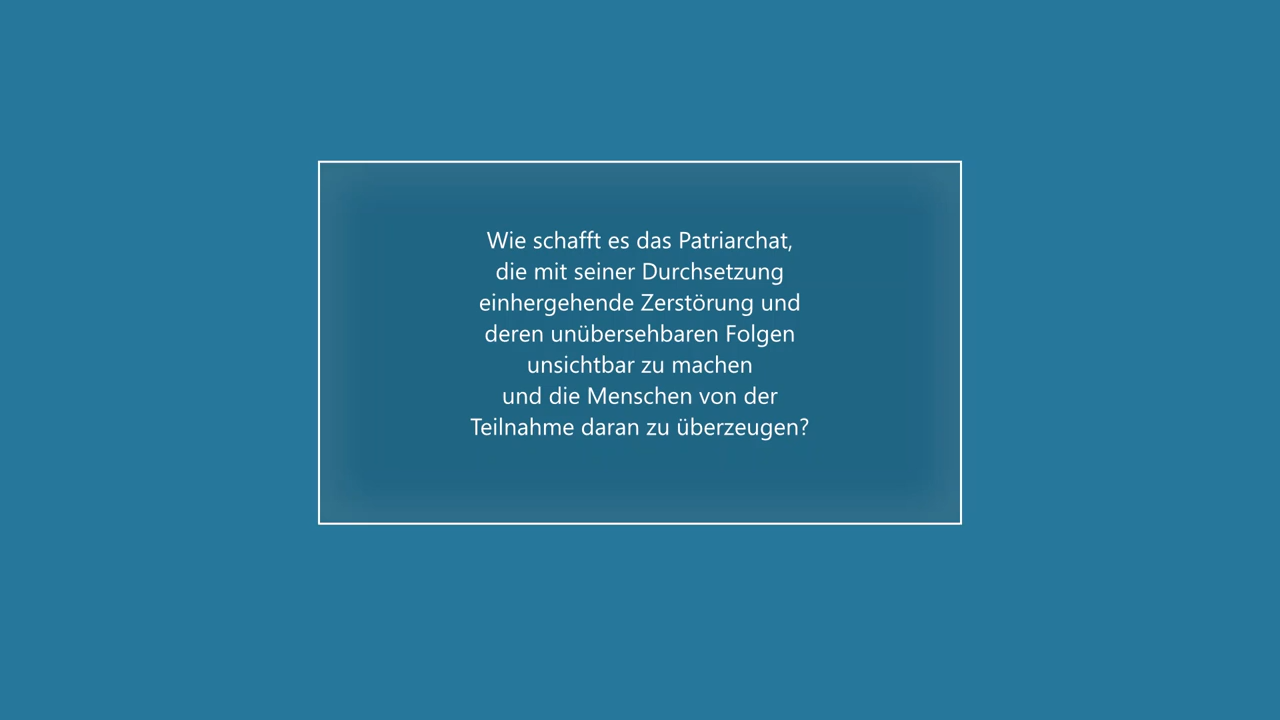 Wie schafft es das Patriarchat,
die mit seiner Durchsetzung
einhergehende Zerstörung und
deren unübersehbaren Folgen
unsichtbar zu machen
und die Menschen von der
Teilnahme daran zu überzeugen?